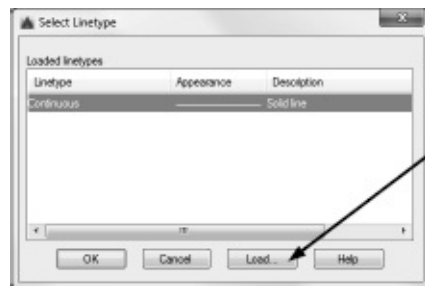 Select Linetype
Loaded linetypes
Linetype Appearance Description
Continuous Solid line
OK Cancel Load... Help